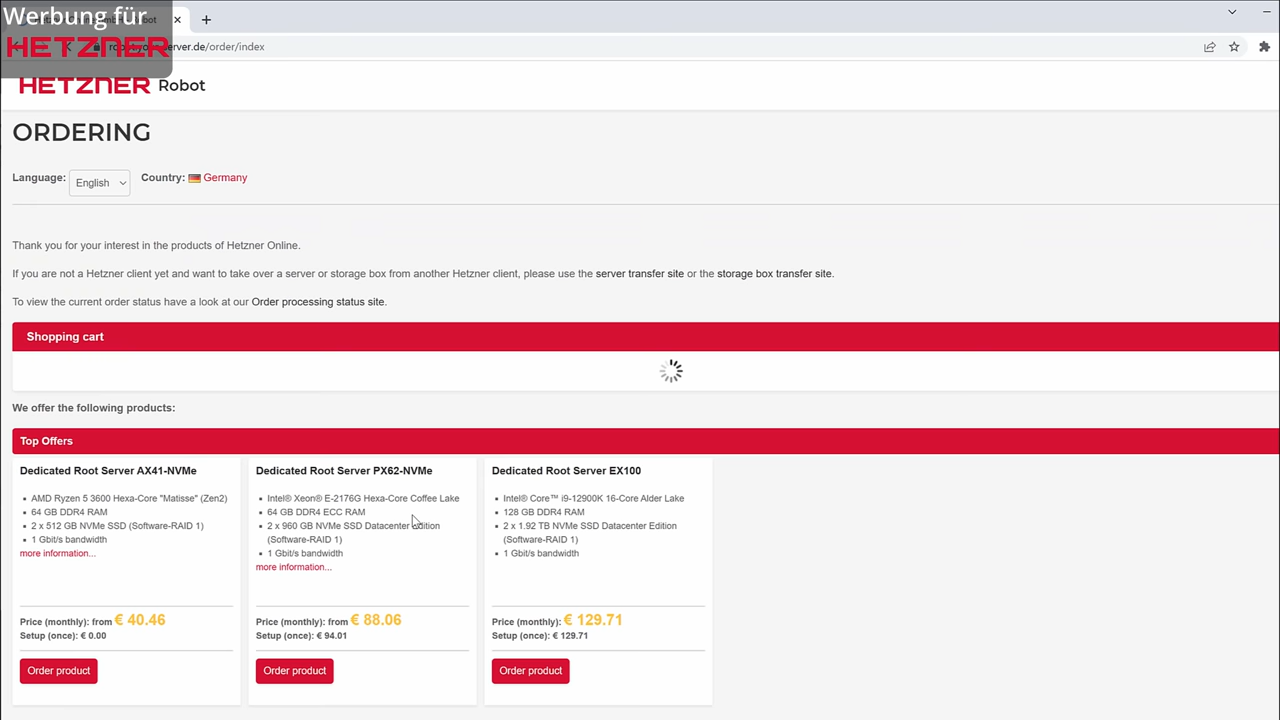 Werbung für
HETZNER
server.de/order/index
HETZNER Robot
ORDERING
Language: English Country: Germany
Thank you for your interest in the products of Hetzner Online.
If you are not a Hetzner client yet and want to take over a server or storage box from another Hetzner client, please use the server transfer site or the storage box transfer site.
To view the current order status have a look at our Order processing status site.
Shopping cart
We offer the following products:
Top Offers
Dedicated Root Server AX41-NVMe
AMD Ryzen 5 3600 Hexa-Core "Matisse" (Zen2)
64 GB DDR4 RAM
2 x 512 GB NVMe SSD (Software-RAID 1)
1 Gbit/s bandwidth
more information...
Price (monthly): from € 40.46
Setup (once): € 0.00
Order product
Dedicated Root Server PX62-NVMe
Intel® Xeon® E-2176G Hexa-Core Coffee Lake
64 GB DDR4 ECC RAM
2 x 960 GB NVMe SSD Datacenter Edition
(Software-RAID 1)
1 Gbit/s bandwidth
more information...
Price (monthly): from € 88.06
Setup (once): € 94.01
Order product
Dedicated Root Server EX100
Intel® Core™ i9-12900K 16-Core Alder Lake
128 GB DDR4 RAM
2 x 1.92 TB NVMe SSD Datacenter Edition
(Software-RAID 1)
1 Gbit/s bandwidth
Price (monthly): € 129.71
Setup (once): € 129.71
Order product